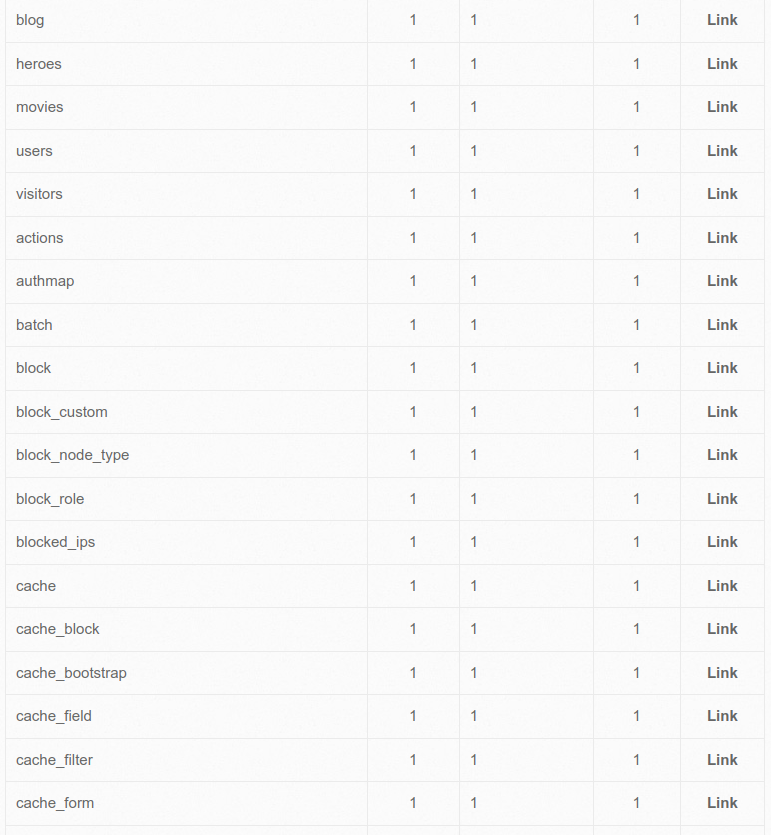 blog 1 1 1 Link
heroes 1 1 1 Link
movies 1 1 1 Link
users 1 1 1 Link
visitors 1 1 1 Link
actions 1 1 1 Link
authmap 1 1 1 Link
batch 1 1 1 Link
block 1 1 1 Link
block_custom 1 1 1 Link
block_node_type 1 1 1 Link
block_role 1 1 1 Link
blocked_ips 1 1 1 Link
cache 1 1 1 Link
cache_block 1 1 1 Link
cache_bootstrap 1 1 1 Link
cache_field 1 1 1 Link
cache_filter 1 1 1 Link
cache_form 1 1 1 Link